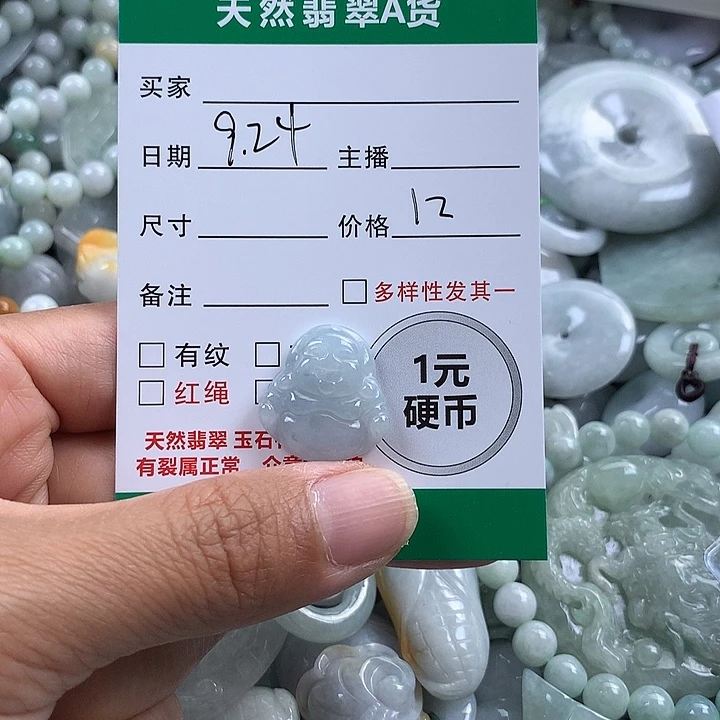 天然翡翠A货
买家
日期 9.24 主播
尺寸 价格 12
备注 多样性发其一
有纹
红绳
1元
硬币
天然翡翠 玉石
有裂属正常